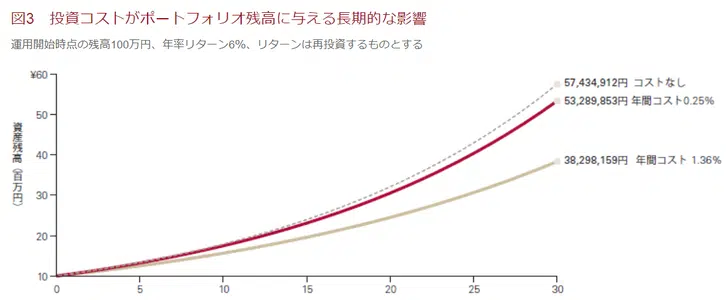 図3 投資コストがポートフォリオ残高に与える長期的な影響
運用開始時点の残高100万円、年率リターン6%、リターンは再投資するものとする
¥60
50
40
30
20
10
資産残高(百万円)
57,434,912円 コストなし
53,289,853円 年間コスト0.25%
38,298,159円 年間コスト 1.36%
0
5
10
15
20
25
30